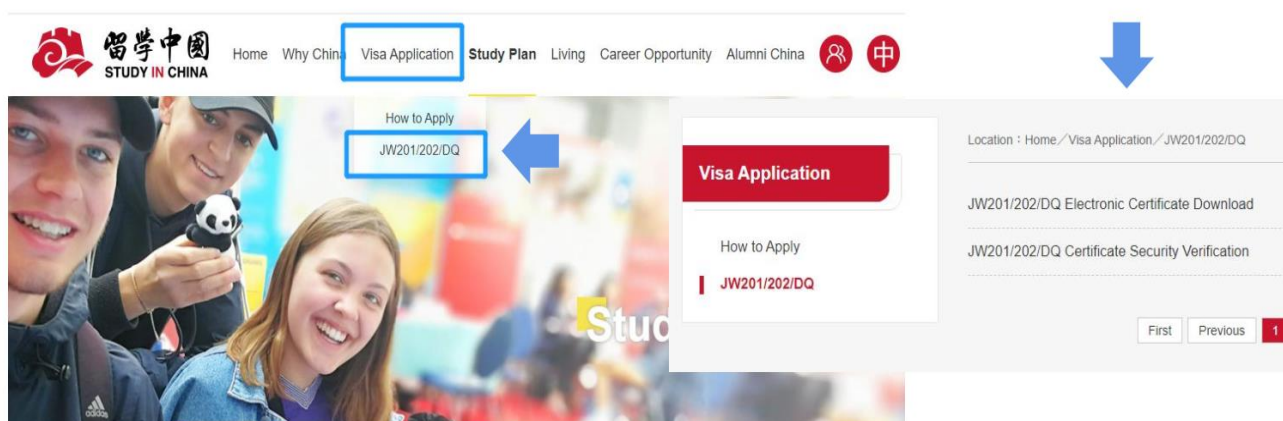 留学中國
STUDY IN CHINA
Home Why China Visa Application Study Plan Living Career Opportunity Alumni China 中
How to Apply
JW201/202/DQ
adidas
Stud
Location：Home／Visa Application／JW201/202/DQ
Visa Application
How to Apply
JW201/202/DQ
JW201/202/DQ Electronic Certificate Download
JW201/202/DQ Certificate Security Verification
First Previous 1